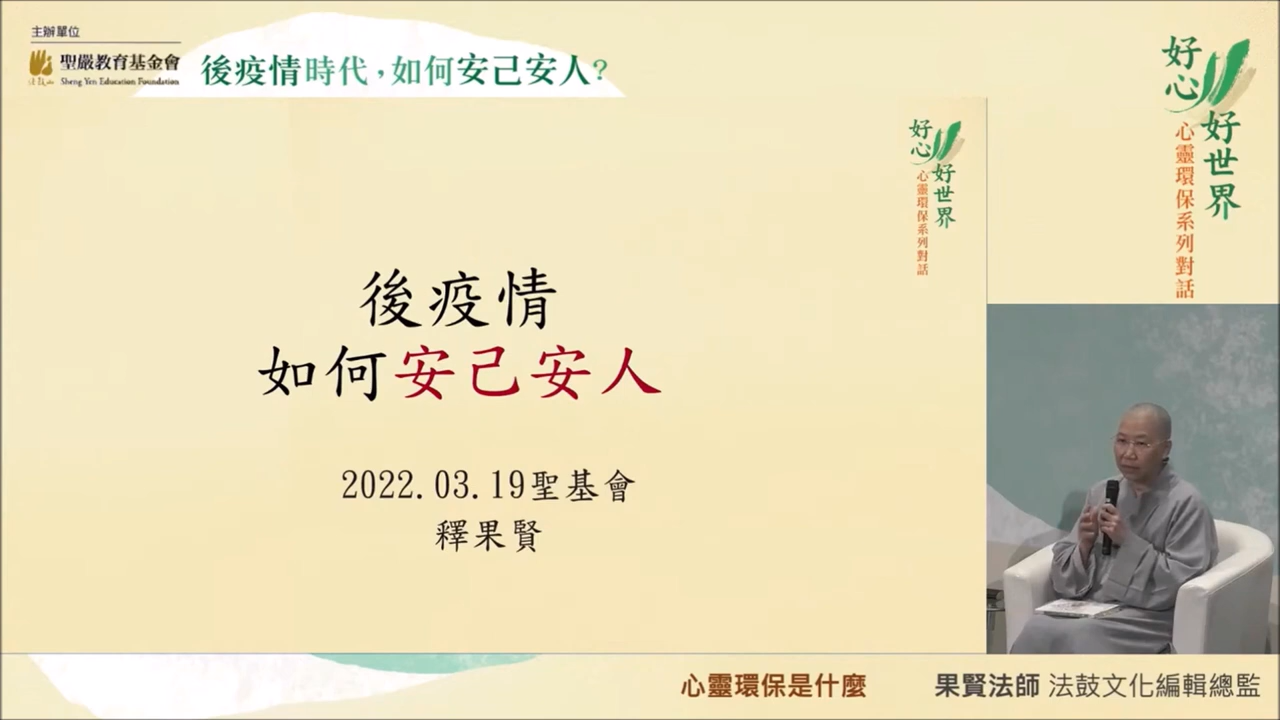 主辦單位
聖嚴教育基金會
Sheng Yen Education Foundation
法鼓山
後疫情時代，如何安己安人？
好心
好世界
心靈環保系列對話
好心
好世界
心靈環保系列對話
後疫情
如何安己安人
2022.03.19聖基會
釋果賢
心靈環保是什麼
果賢法師 法鼓文化編輯總監